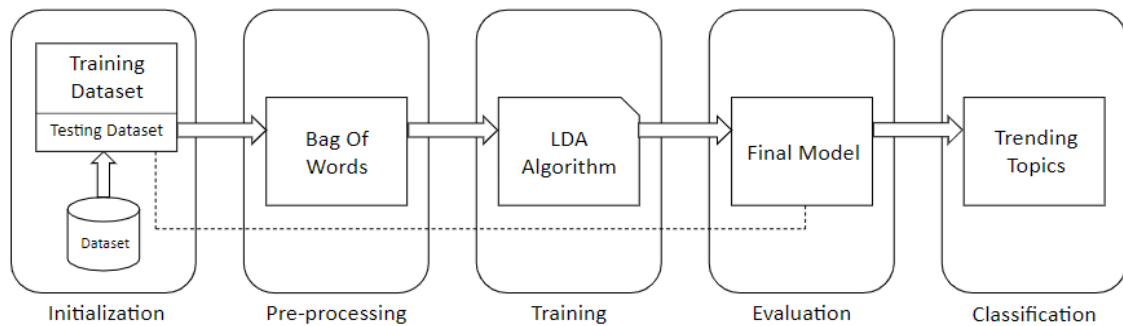 Training
Dataset
Testing Dataset
Dataset
Initialization
Bag Of
Words
Pre-processing
LDA
Algorithm
Training
Final Model
Evaluation
Trending
Topics
Classification